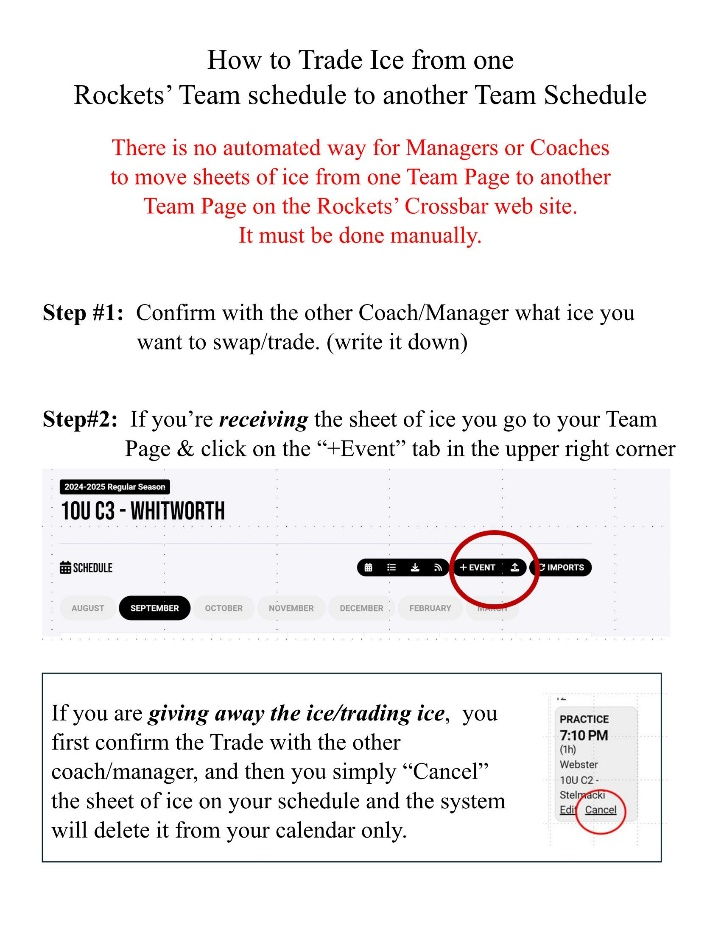 How to Trade Ice from one
Rockets’ Team schedule to another Team Schedule
There is no automated way for Managers or Coaches
to move sheets of ice from one Team Page to another
Team Page on the Rockets’ Crossbar web site.
It must be done manually.
Step #1: Confirm with the other Coach/Manager what ice you
want to swap/trade. (write it down)
Step#2: If you’re receiving the sheet of ice you go to your Team
Page & click on the “+Event” tab in the upper right corner
2024-2025 Regular Season
10U C3 - WHITWORTH
SCHEDULE
+ EVENT
IMPORTS
AUGUST SEPTEMBER OCTOBER NOVEMBER DECEMBER FEBRUARY MARCH
If you are giving away the ice/trading ice, you
first confirm the Trade with the other
coach/manager, and then you simply “Cancel”
the sheet of ice on your schedule and the system
will delete it from your calendar only.
PRACTICE
7:10 PM
(1h)
Webster
10U C2 -
Stelmacki
Edit Cancel